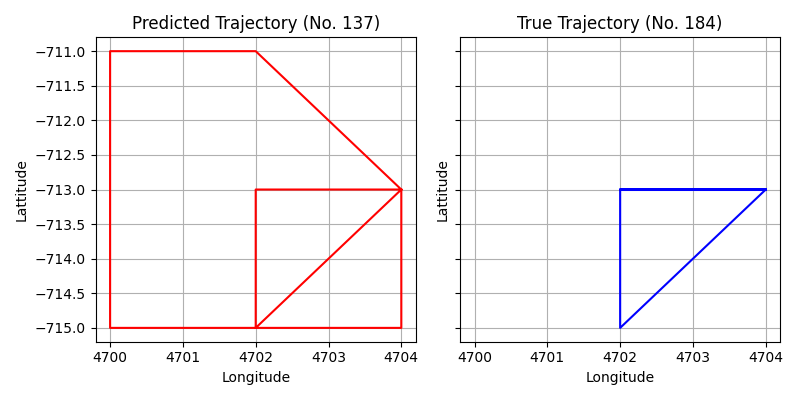 Predicted Trajectory (No. 137)
True Trajectory (No. 184)
−711.0
−711.5
−712.0
−712.5
−713.0
−713.5
−714.0
−714.5
−715.0
Lattitude
Lattitude
4700 4701 4702 4703 4704
4700 4701 4702 4703 4704
Longitude
Longitude